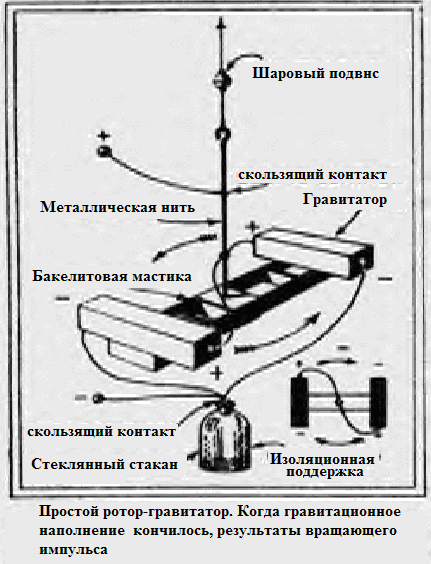 +
Шаровый подвис
+
скользящий контакт
Гравитатор
Металлическая нить
+
Бакелитовая мастика
−
−
+
−
+ − −
− +
скользящий контакт
Стеклянный стакан
Изоляционная
поддержка
Простой ротор-гравитатор. Когда гравитационное
наполнение кончилось, результаты вращающего
импульса